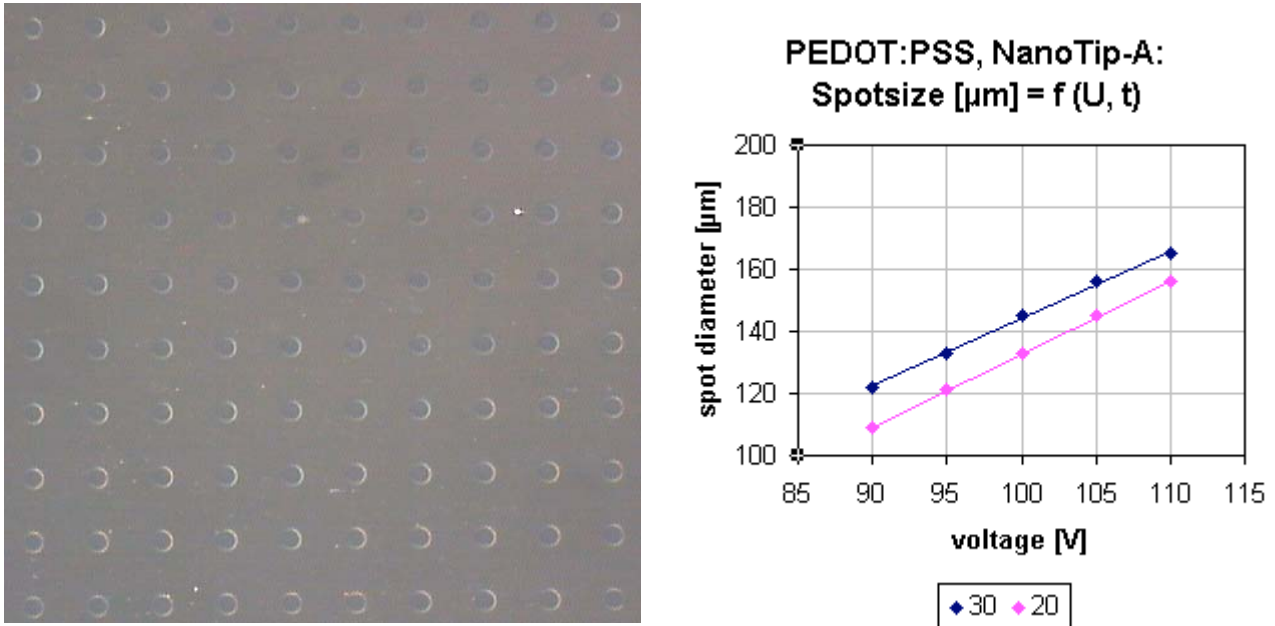 PEDOT:PSS, NanoTip-A:
Spotsize [µm] = f (U, t)
spot diameter [µm]
200
180
160
140
120
100
85 90 95 100 105 110 115
voltage [V]
30 20